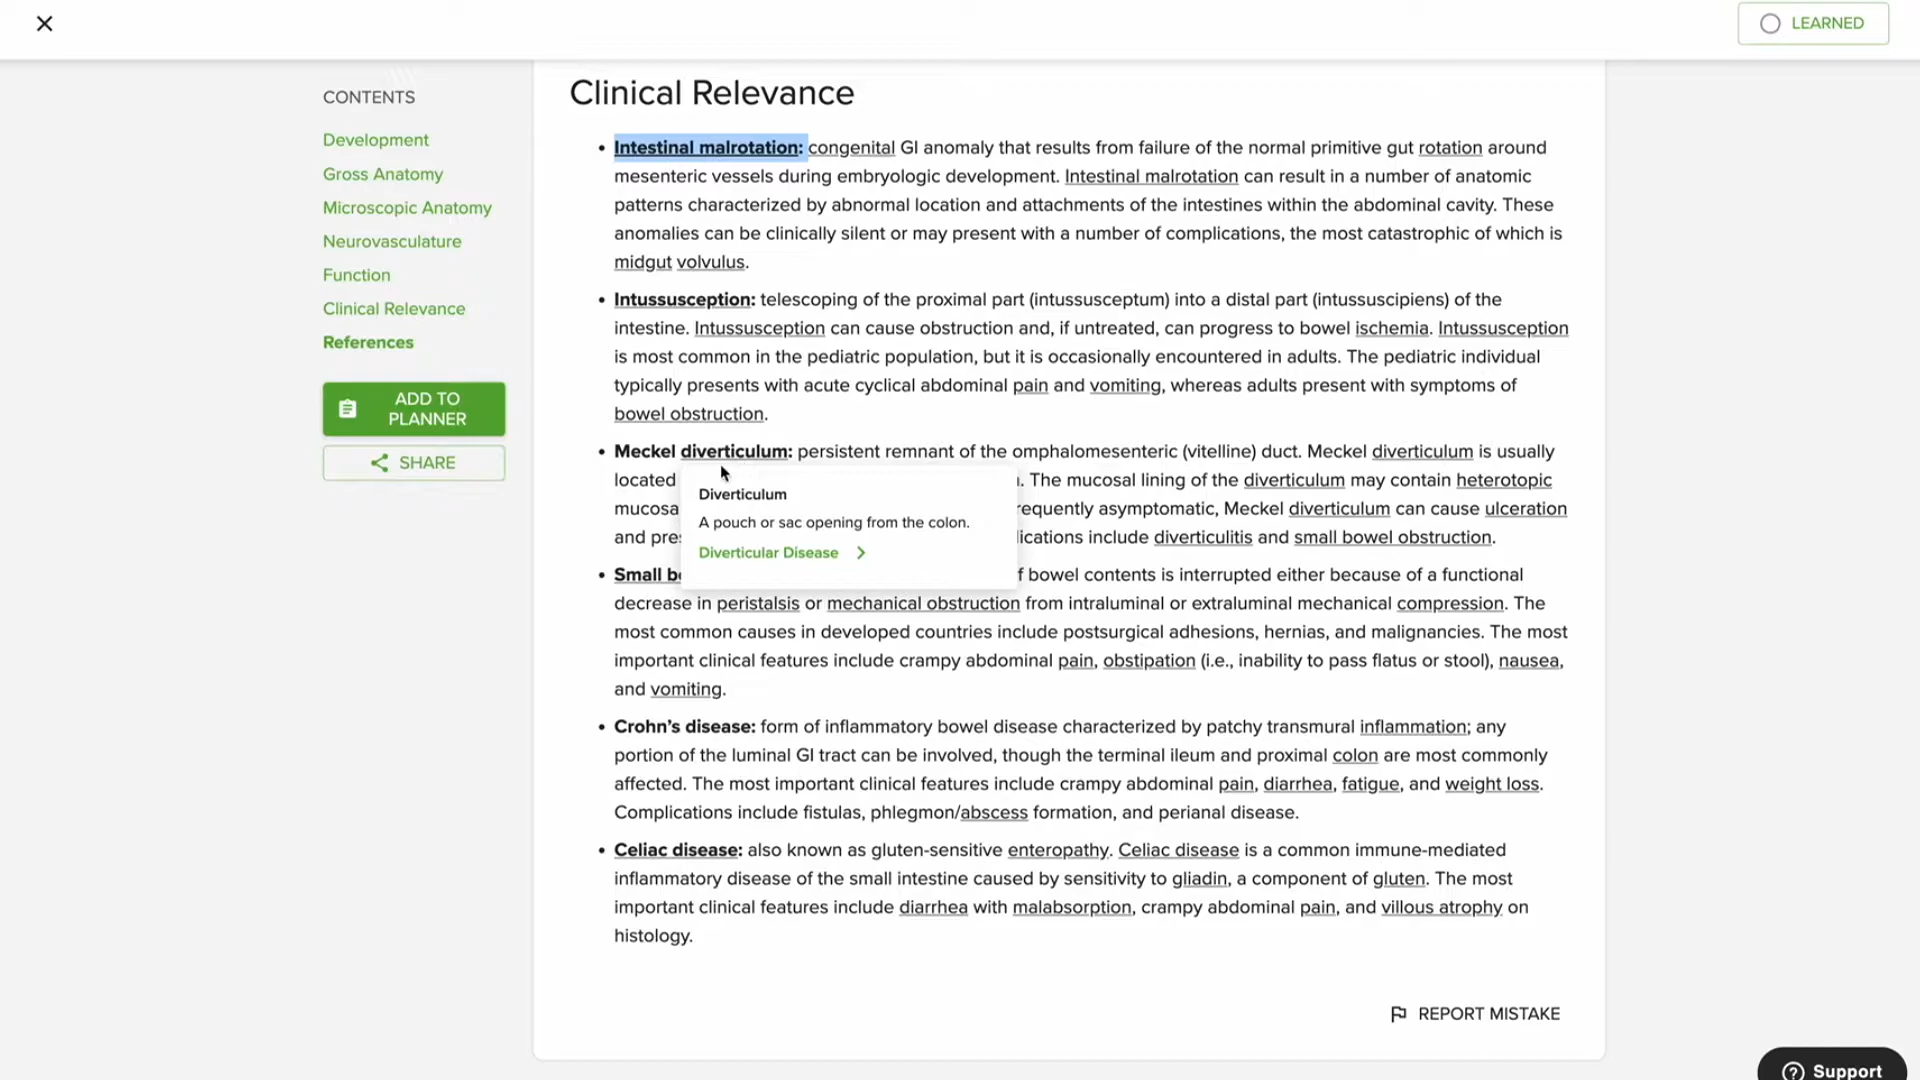 LEARNED
CONTENTS
Development
Gross Anatomy
Microscopic Anatomy
Neurovasculature
Function
Clinical Relevance
References
ADD TO
PLANNER
SHARE
Clinical Relevance
• Intestinal malrotation: congenital GI anomaly that results from failure of the normal primitive gut rotation around
mesenteric vessels during embryologic development. Intestinal malrotation can result in a number of anatomic
patterns characterized by abnormal location and attachments of the intestines within the abdominal cavity. These
anomalies can be clinically silent or may present with a number of complications, the most catastrophic of which is
midgut volvulus.
• Intussusception: telescoping of the proximal part (intussusceptum) into a distal part (intussuscipiens) of the
intestine. Intussusception can cause obstruction and, if untreated, can progress to bowel ischemia. Intussusception
is most common in the pediatric population, but it is occasionally encountered in adults. The pediatric individual
typically presents with acute cyclical abdominal pain and vomiting, whereas adults present with symptoms of
bowel obstruction.
• Meckel diverticulum: persistent remnant of the omphalomesenteric (vitelline) duct. Meckel diverticulum is usually
located . The mucosal lining of the diverticulum may contain heterotopic
mucosa requently asymptomatic, Meckel diverticulum can cause ulceration
and pre lications include diverticulitis and small bowel obstruction.
Diverticulum
A pouch or sac opening from the colon.
Diverticular Disease
• Small b f bowel contents is interrupted either because of a functional
decrease in peristalsis or mechanical obstruction from intraluminal or extraluminal mechanical compression. The
most common causes in developed countries include postsurgical adhesions, hernias, and malignancies. The most
important clinical features include crampy abdominal pain, obstipation (i.e., inability to pass flatus or stool), nausea,
and vomiting.
• Crohn’s disease: form of inflammatory bowel disease characterized by patchy transmural inflammation; any
portion of the luminal GI tract can be involved, though the terminal ileum and proximal colon are most commonly
affected. The most important clinical features include crampy abdominal pain, diarrhea, fatigue, and weight loss.
Complications include fistulas, phlegmon/abscess formation, and perianal disease.
• Celiac disease: also known as gluten-sensitive enteropathy. Celiac disease is a common immune-mediated
inflammatory disease of the small intestine caused by sensitivity to gliadin, a component of gluten. The most
important clinical features include diarrhea with malabsorption, crampy abdominal pain, and villous atrophy on
histology.
REPORT MISTAKE
Support